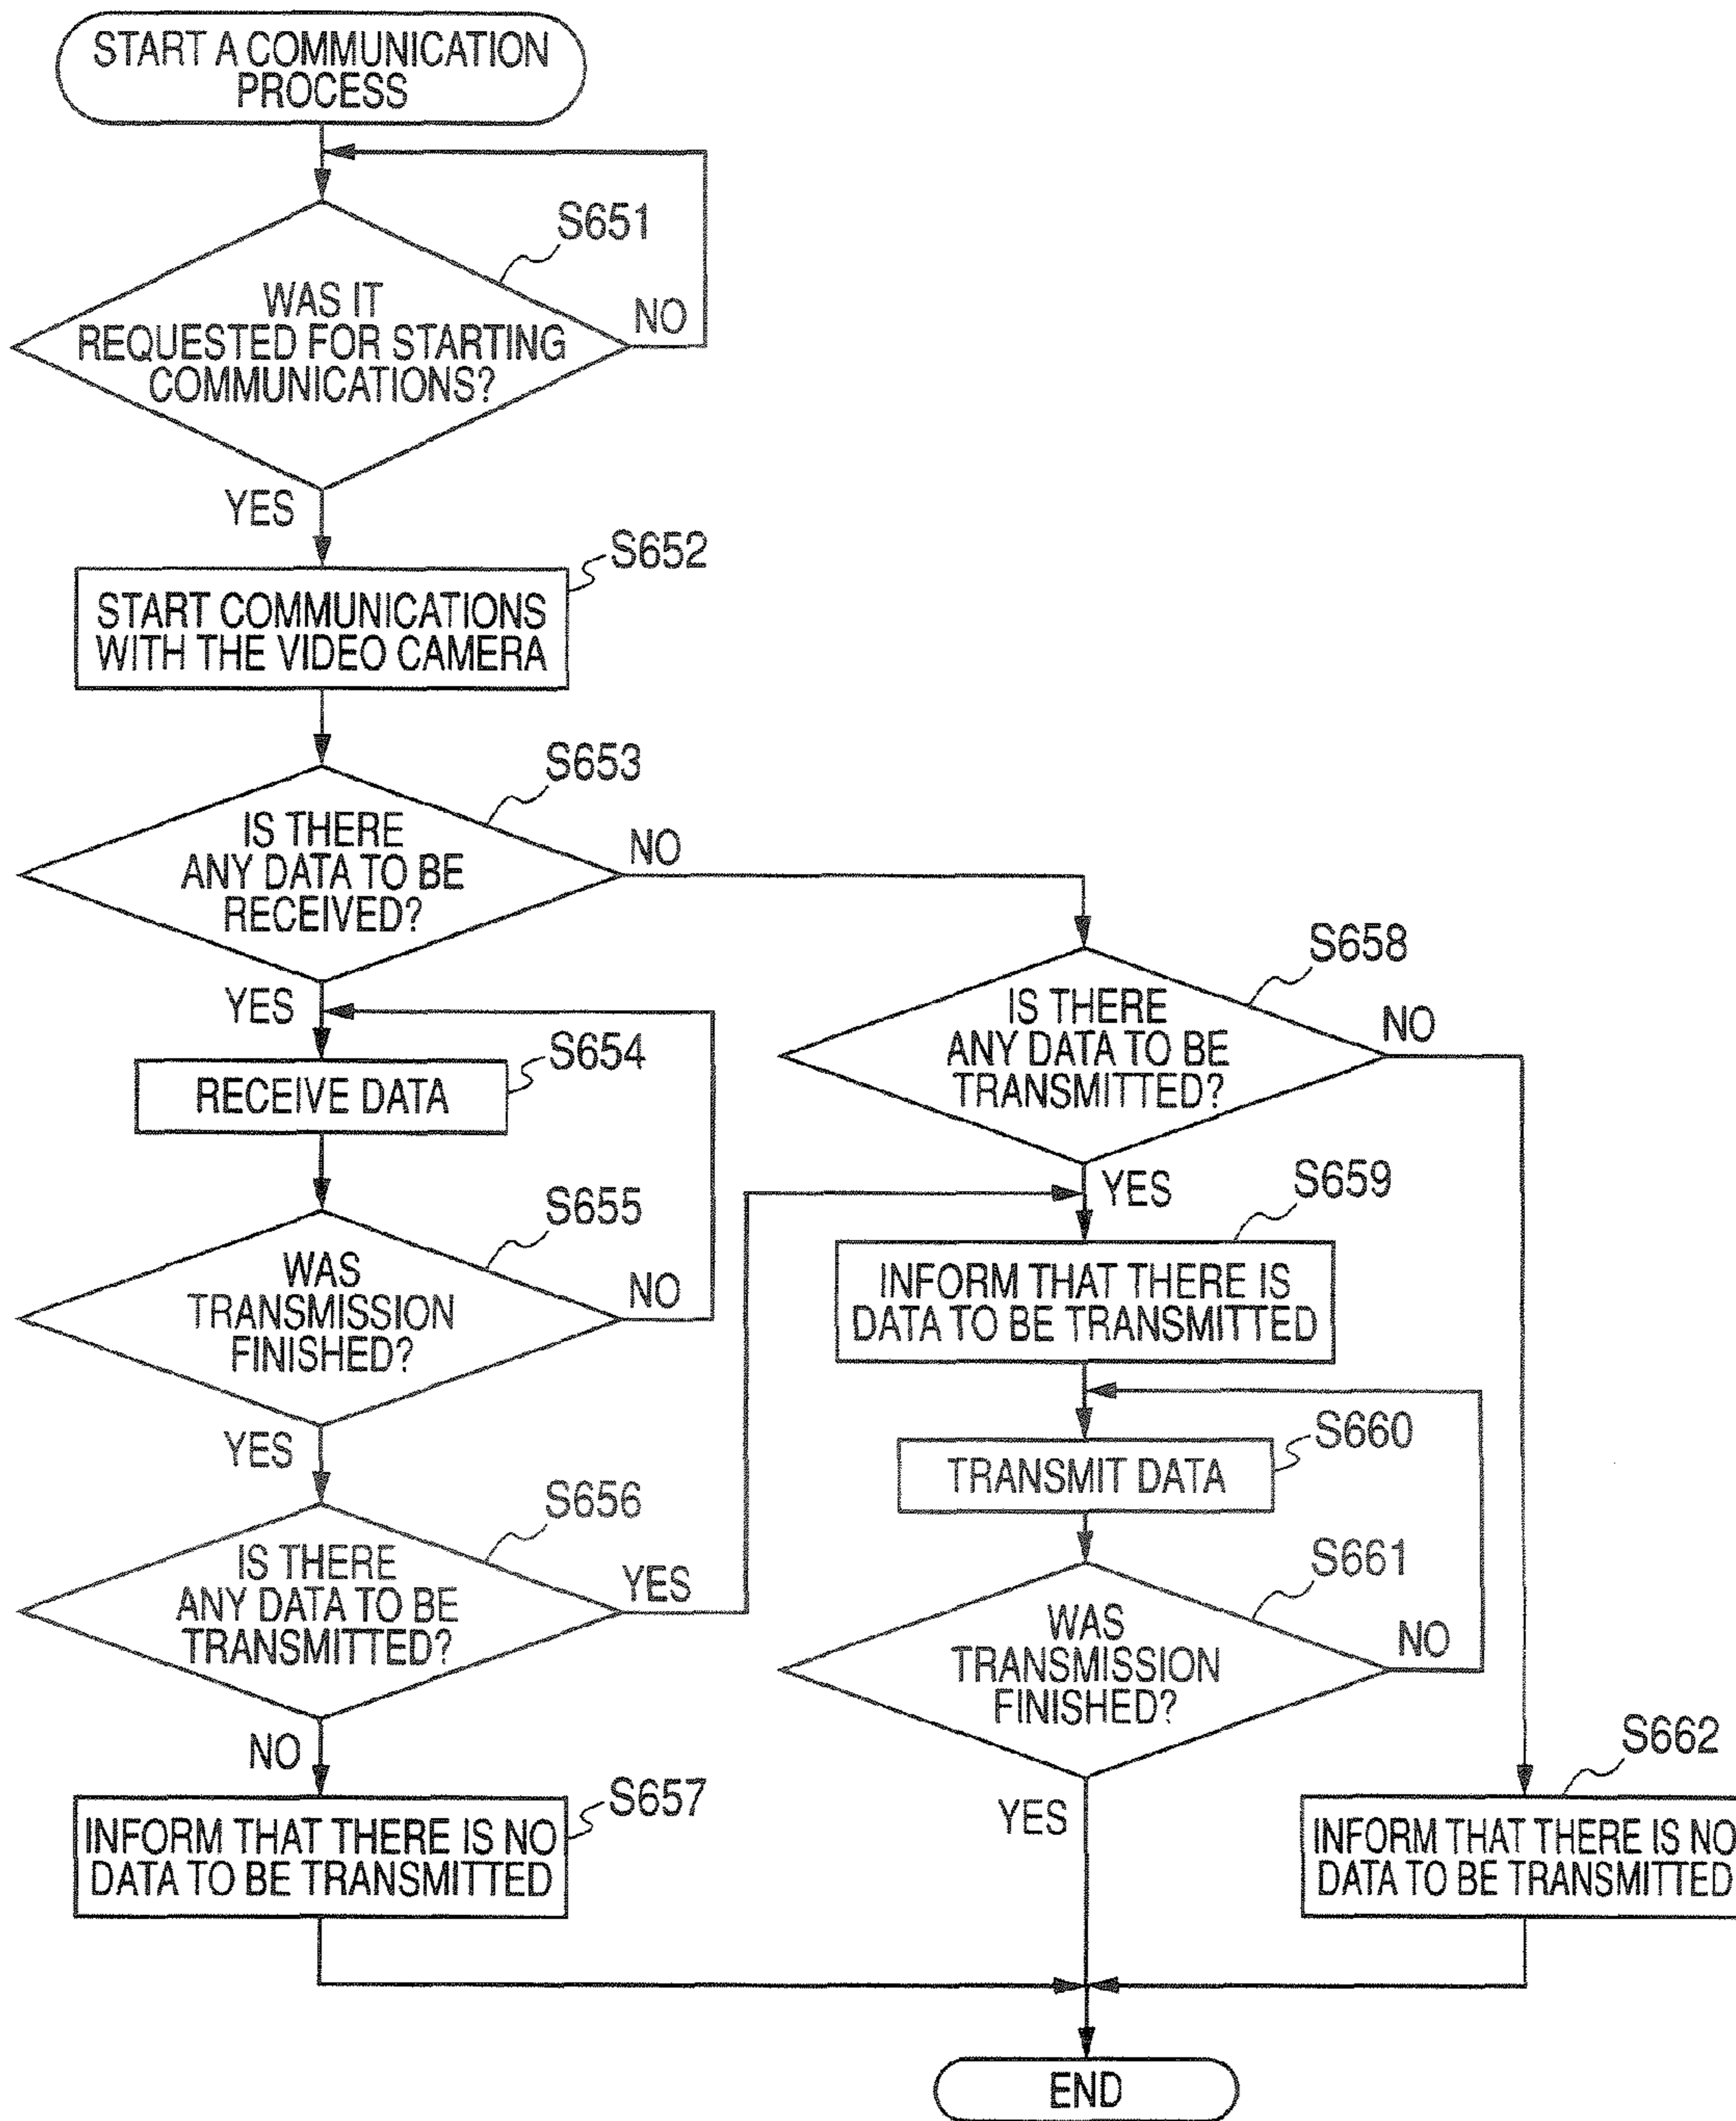 START A COMMUNICATION
PROCESS
S651
WAS IT
REQUESTED FOR STARTING
COMMUNICATIONS?
NO
YES
S652
START COMMUNICATIONS
WITH THE VIDEO CAMERA
S653
IS THERE
ANY DATA TO BE
RECEIVED?
NO
YES
S654
RECEIVE DATA
S655
WAS
TRANSMISSION
FINISHED?
NO
YES
S656
IS THERE
ANY DATA TO BE
TRANSMITTED?
YES
NO
S657
INFORM THAT THERE IS NO
DATA TO BE TRANSMITTED
S658
IS THERE
ANY DATA TO BE
TRANSMITTED?
NO
YES
S659
INFORM THAT THERE IS
DATA TO BE TRANSMITTED
S660
TRANSMIT DATA
S661
WAS
TRANSMISSION
FINISHED?
NO
YES
S662
INFORM THAT THERE IS NO
DATA TO BE TRANSMITTED
END